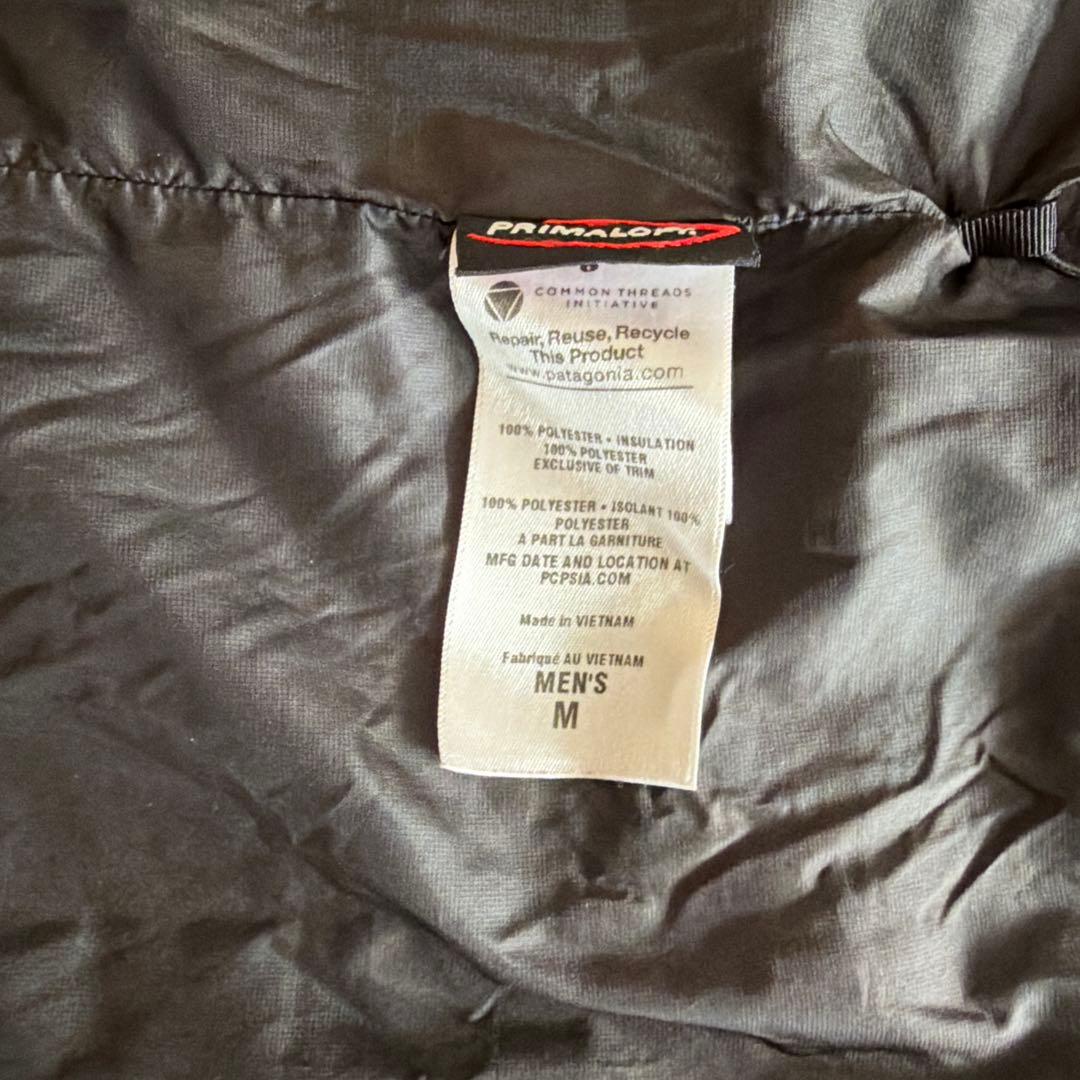 PRIMALOFT
COMMON THREADS
INITIATIVE
Repair, Reuse, Recycle
This Product
www.patagonia.com
100% POLYESTER • INSULATION
100% POLYESTER
EXCLUSIVE OF TRIM
100% POLYESTER • ISOLANT 100%
POLYESTER
A PART LA GARNITURE
MFG DATE AND LOCATION AT
PCPSIA.COM
Made in VIETNAM
Fabriqué AU VIETNAM
MEN'S
M